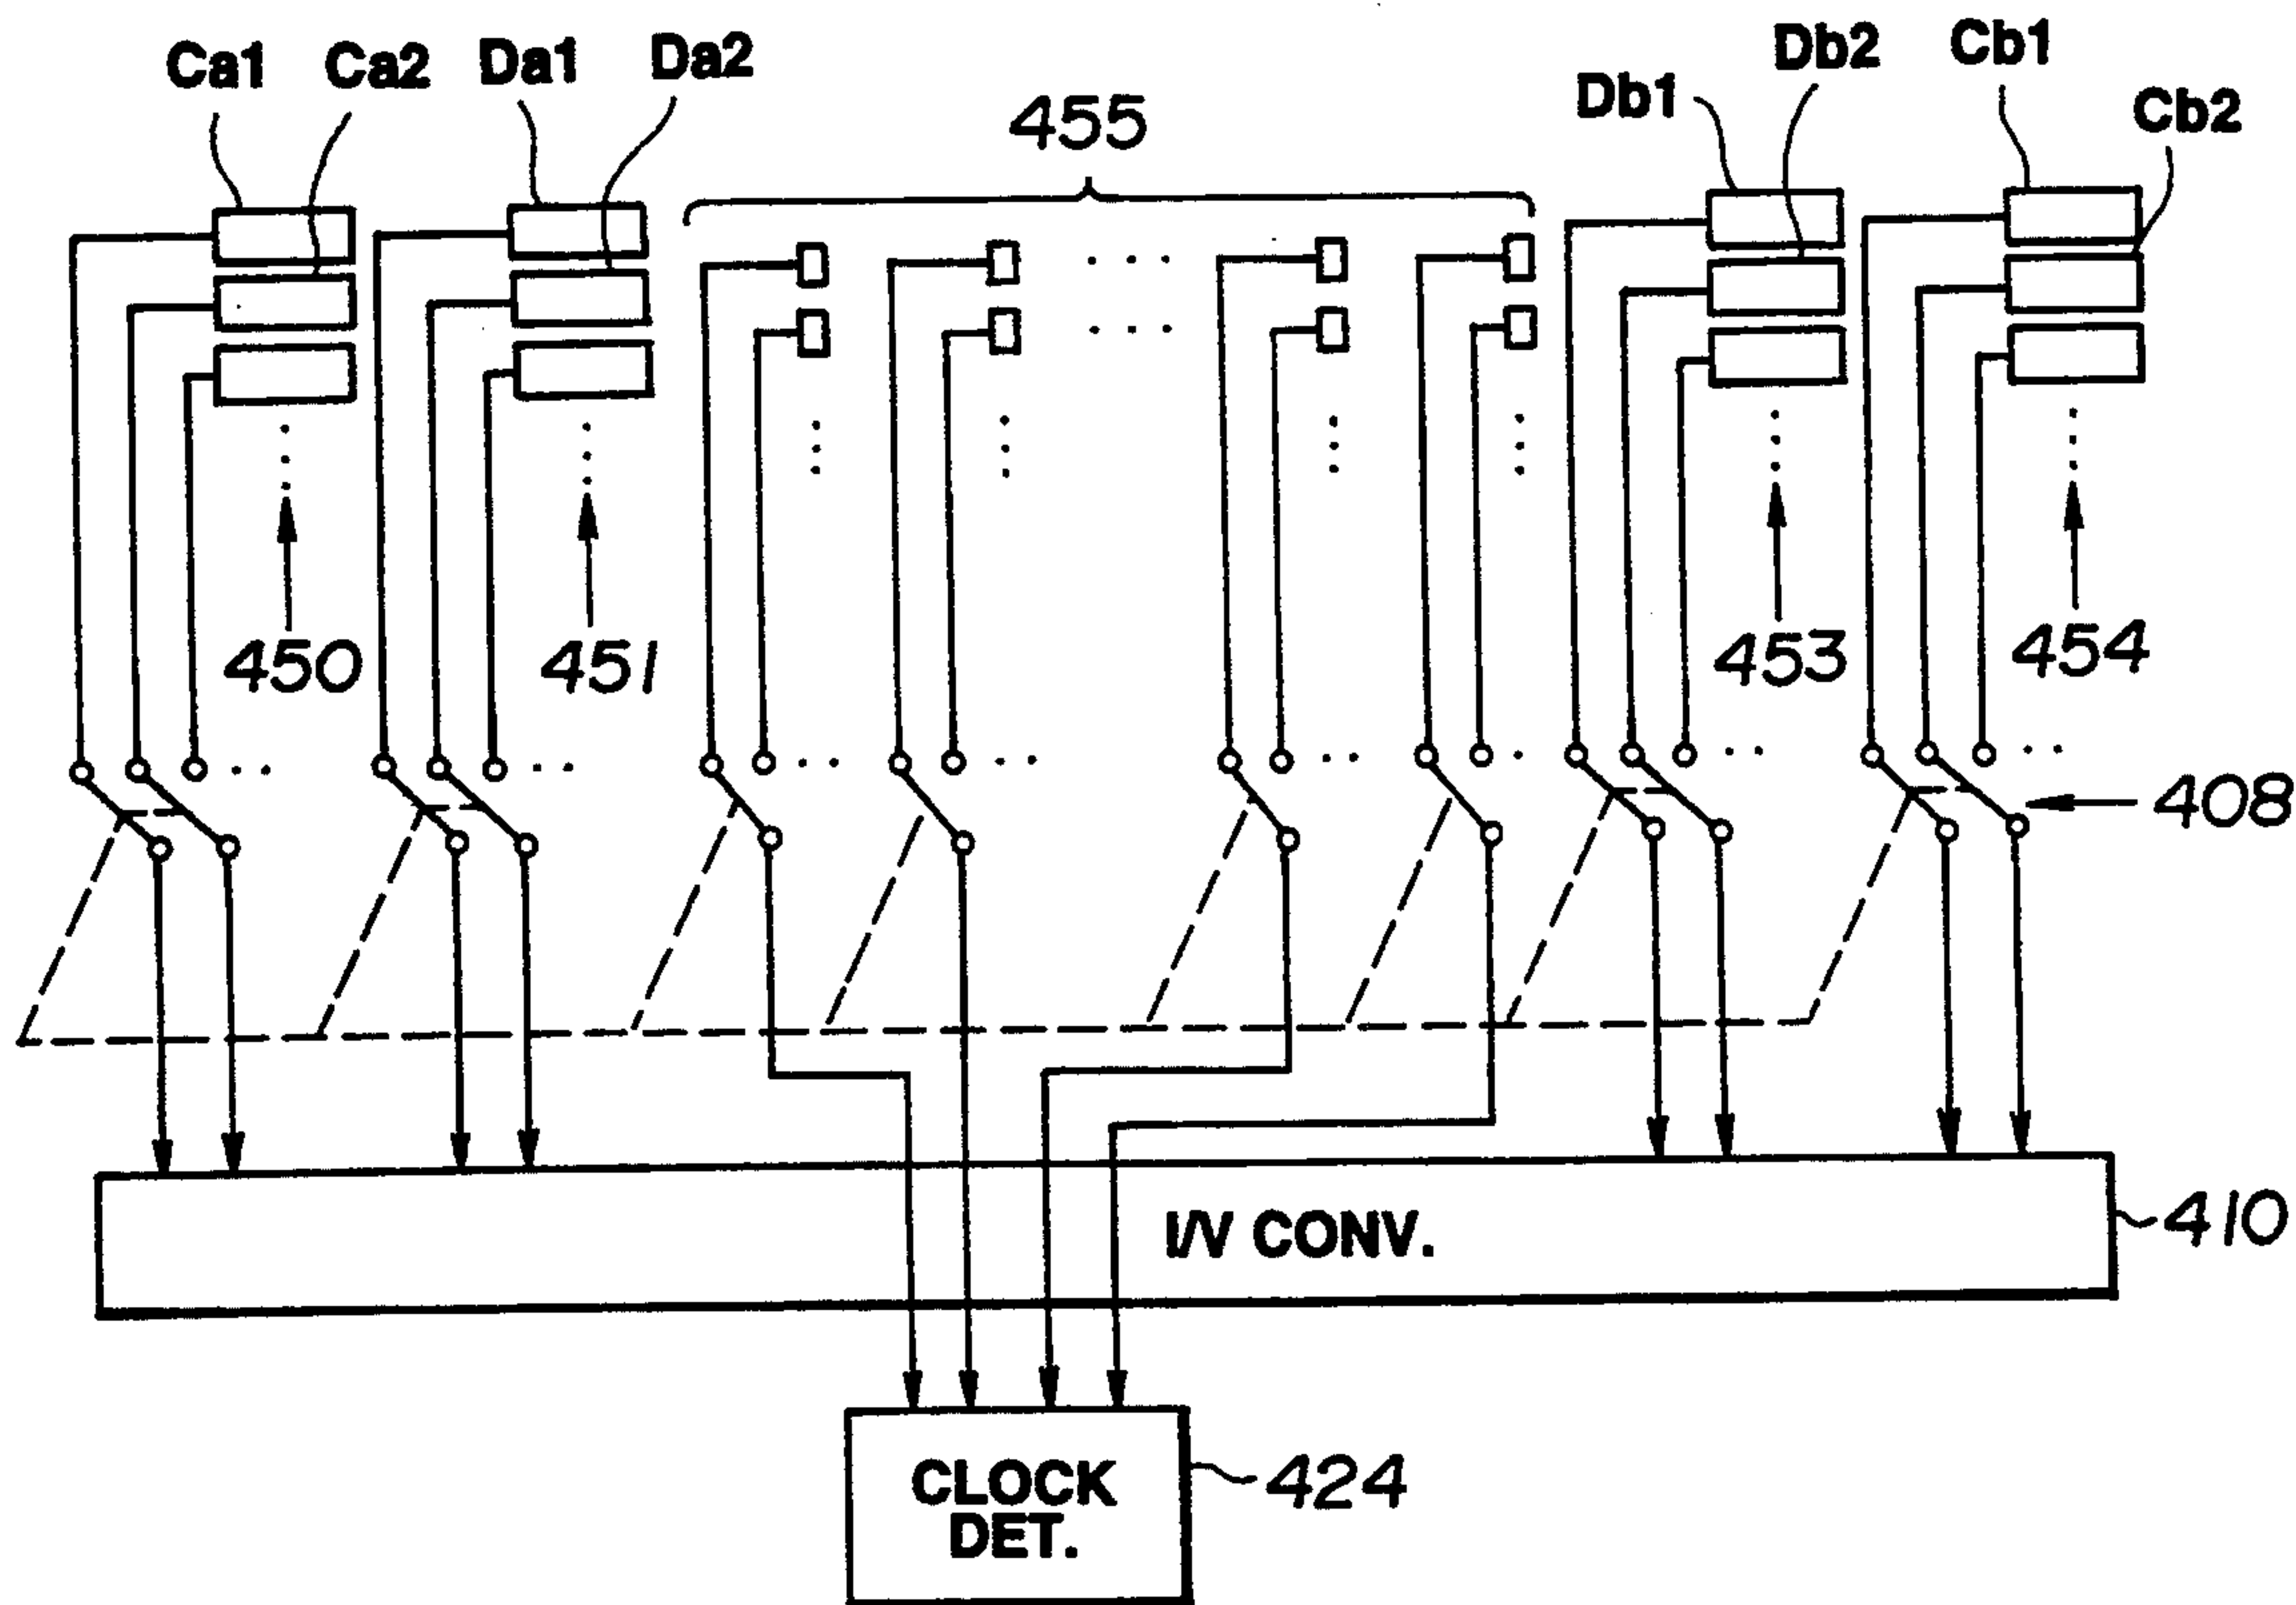 Ca1
Ca2
Da1
Da2
455
Db1
Db2
Cb1
Cb2
450
451
453
454
408
I/V CONV.
410
CLOCK
DET.
424